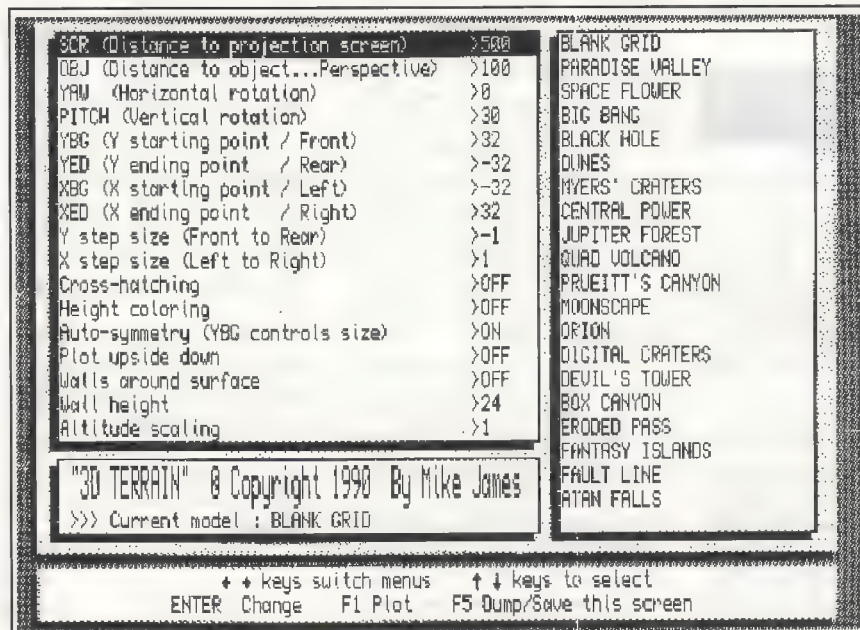 SCR (Distance to projection screen) >500
OBJ (Distance to object...Perspective) >100
YAW (Horizontal rotation) >0
PITCH (Vertical rotation) >30
YBG (Y starting point / Front) >32
YED (Y ending point / Rear) >-32
XBG (X starting point / Left) >-32
XED (X ending point / Right) >32
Y step size (Front to Rear) >-1
X step size (Left to Right) >1
Cross-hatching >OFF
Height coloring >OFF
Auto-symmetry (YBG controls size) >ON
Plot upside down >OFF
Walls around surface >OFF
Wall height >24
Altitude scaling >1
"3D TERRAIN" @ Copyright 1990 By Mike James
>>> Current model : BLANK GRID
BLANK GRID
PARADISE VALLEY
SPACE FLOWER
BIG BANG
BLACK HOLE
DUNES
MYERS' CRATERS
CENTRAL POWER
JUPITER FOREST
QUAD VOLCANO
PRUEITT'S CANYON
MOONSCAPE
ORION
DIGITAL CRATERS
DEVIL'S TOWER
BOX CANYON
ERODED PASS
FANTASY ISLANDS
FAULT LINE
ATAN FALLS
← → keys switch menus ↑ ↓ keys to select
ENTER Change F1 Plot F5 Dump/Save this screen